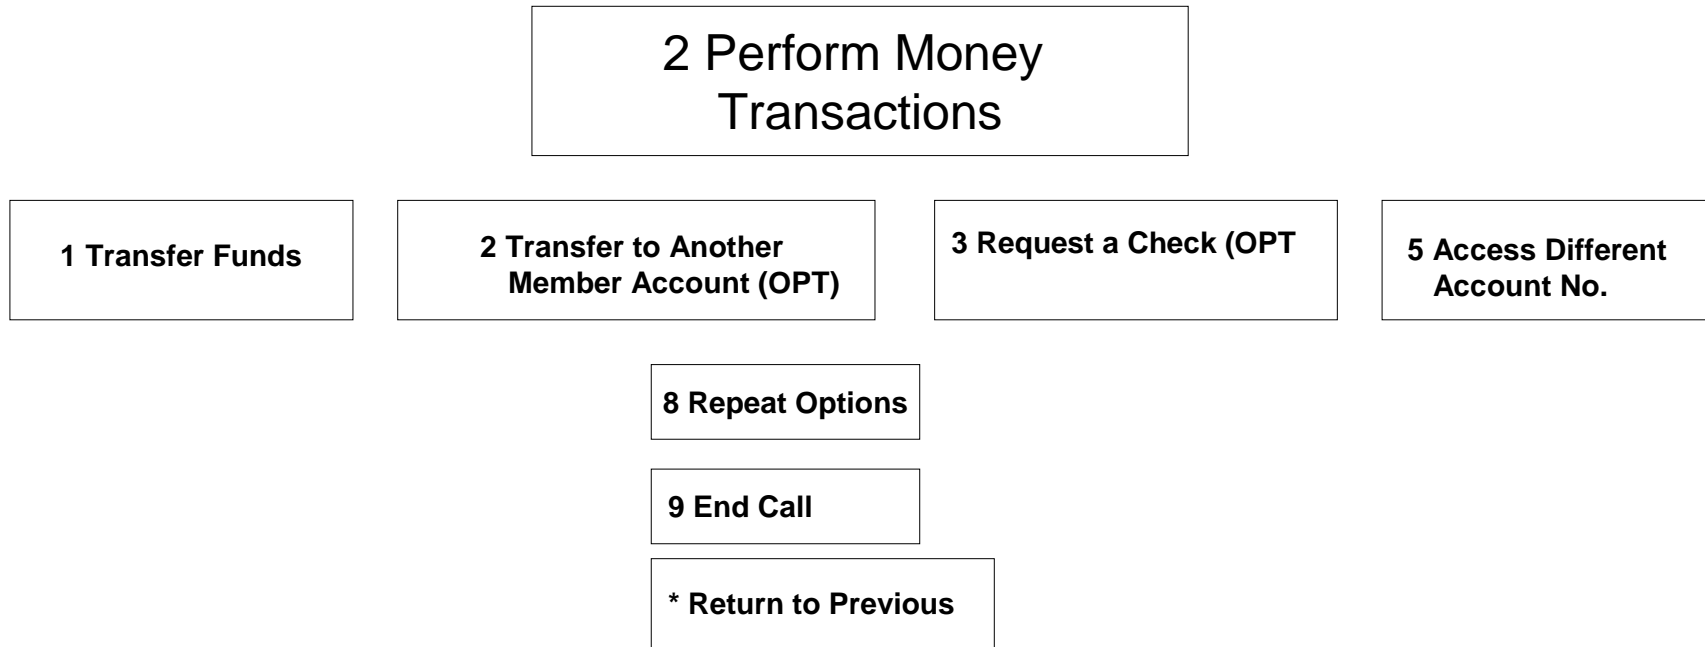 2 Perform Money
Transactions
1 Transfer Funds
2 Transfer to Another
Member Account (OPT)
3 Request a Check (OPT
5 Access Different
Account No.
8 Repeat Options
9 End Call
* Return to Previous